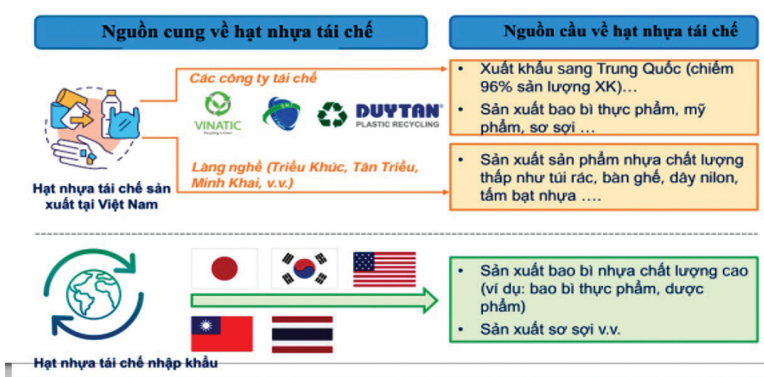 Nguồn cung về hạt nhựa tái chế
Nguồn cầu về hạt nhựa tái chế
Các công ty tái chế
VINATIC
DUYTAN
PLASTIC RECYCLING
• Xuất khẩu sang Trung Quốc (chiếm
96% sản lượng XK)…
• Sản xuất bao bì thực phẩm, mỹ
phẩm, sơ sợi …
Hạt nhựa tái chế sản
xuất tại Việt Nam
Làng nghề (Triều Khúc, Tân Triều,
Minh Khai, v.v.)
• Sản xuất sản phẩm nhựa chất lượng
thấp như túi rác, bàn ghế, dây nilon,
tấm bạt nhựa ….
Hạt nhựa tái chế nhập khẩu
• Sản xuất bao bì nhựa chất lượng cao
(ví dụ: bao bì thực phẩm, dược
phẩm)
• Sản xuất sơ sợi v.v.